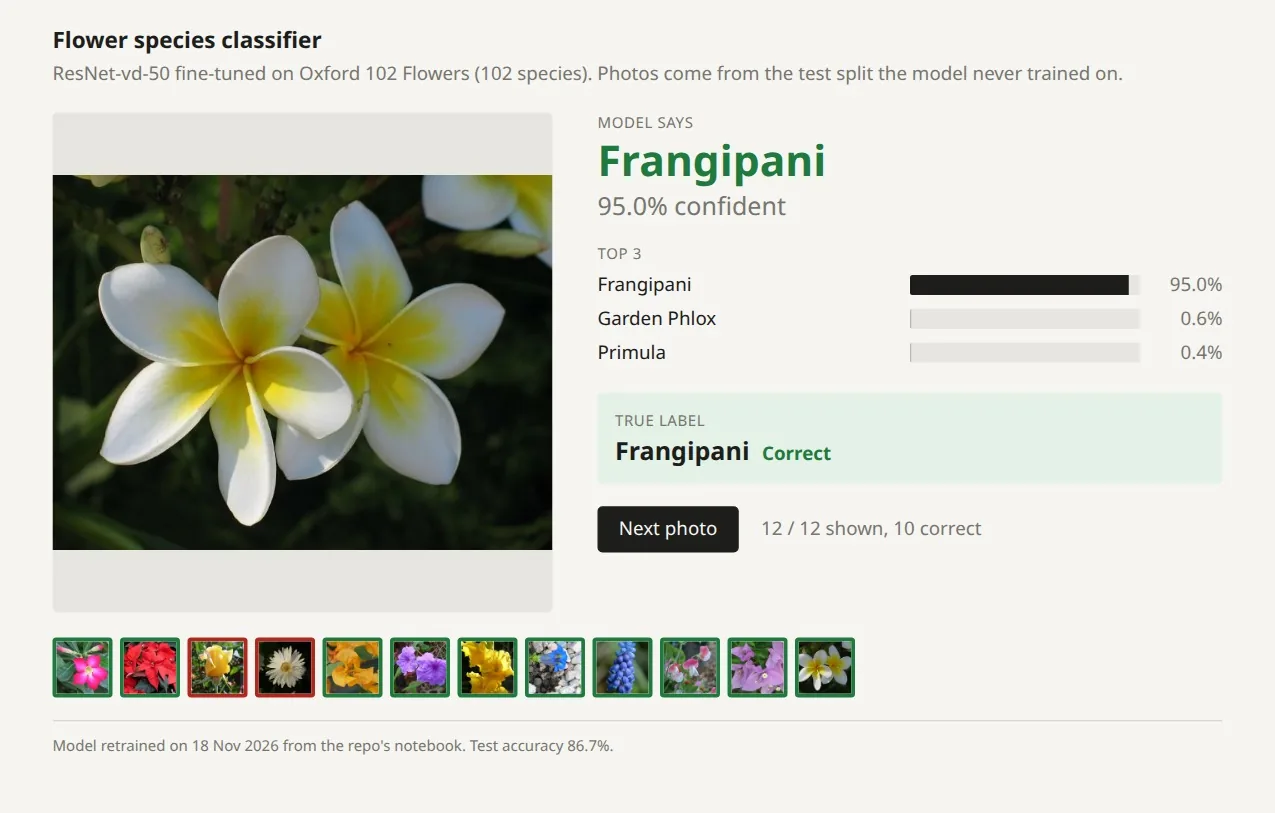 Flower species classifier
ResNet-vd-50 fine-tuned on Oxford 102 Flowers (102 species). Photos come from the test split the model never trained on.
MODEL SAYS
Frangipani
95.0% confident
TOP 3
Frangipani 95.0%
Garden Phlox 0.6%
Primula 0.4%
TRUE LABEL
Frangipani Correct
Next photo 12 / 12 shown, 10 correct
Model retrained on 18 Nov 2026 from the repo's notebook. Test accuracy 86.7%.